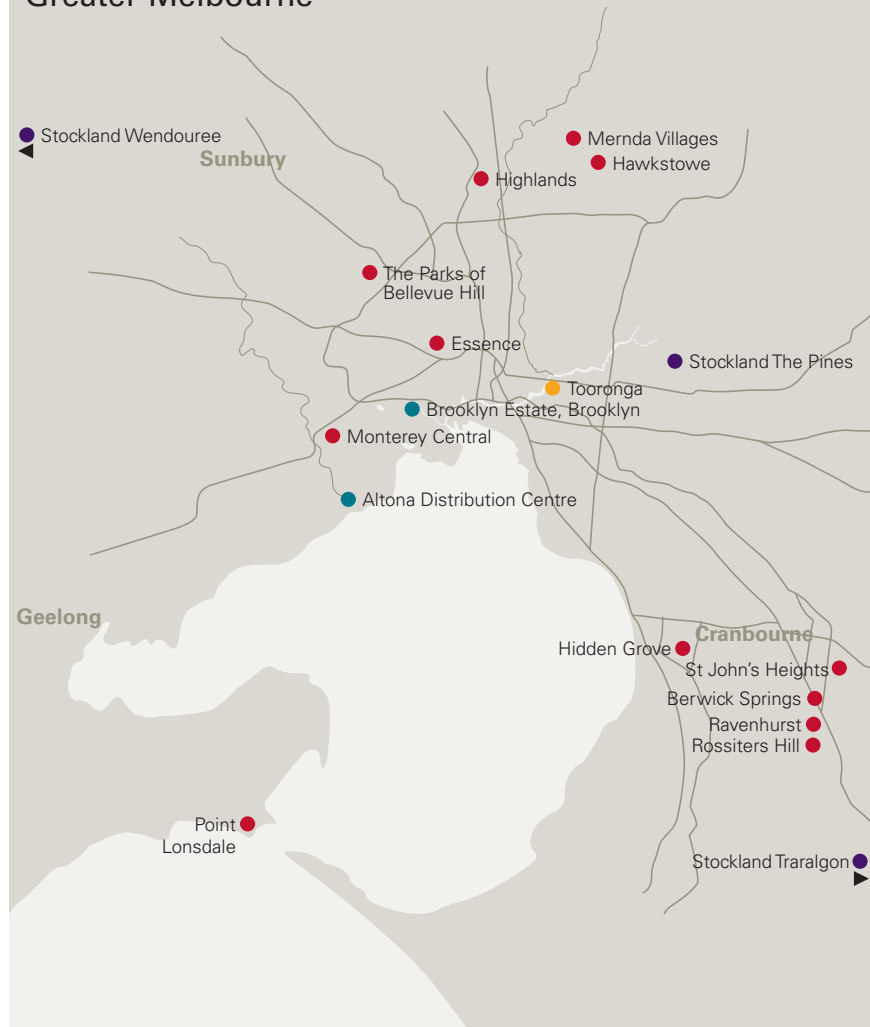 Greater Melbourne
Stockland Wendouree
Sunbury
Mernda Villages
Hawkstowe
Highlands
The Parks of
Bellevue Hill
Essence
Stockland The Pines
Tooronga
Brooklyn Estate, Brooklyn
Monterey Central
Altona Distribution Centre
Geelong
Cranbourne
Hidden Grove
St John's Heights
Berwick Springs
Ravenhurst
Rossiters Hill
Point
Lonsdale
Stockland Traralgon